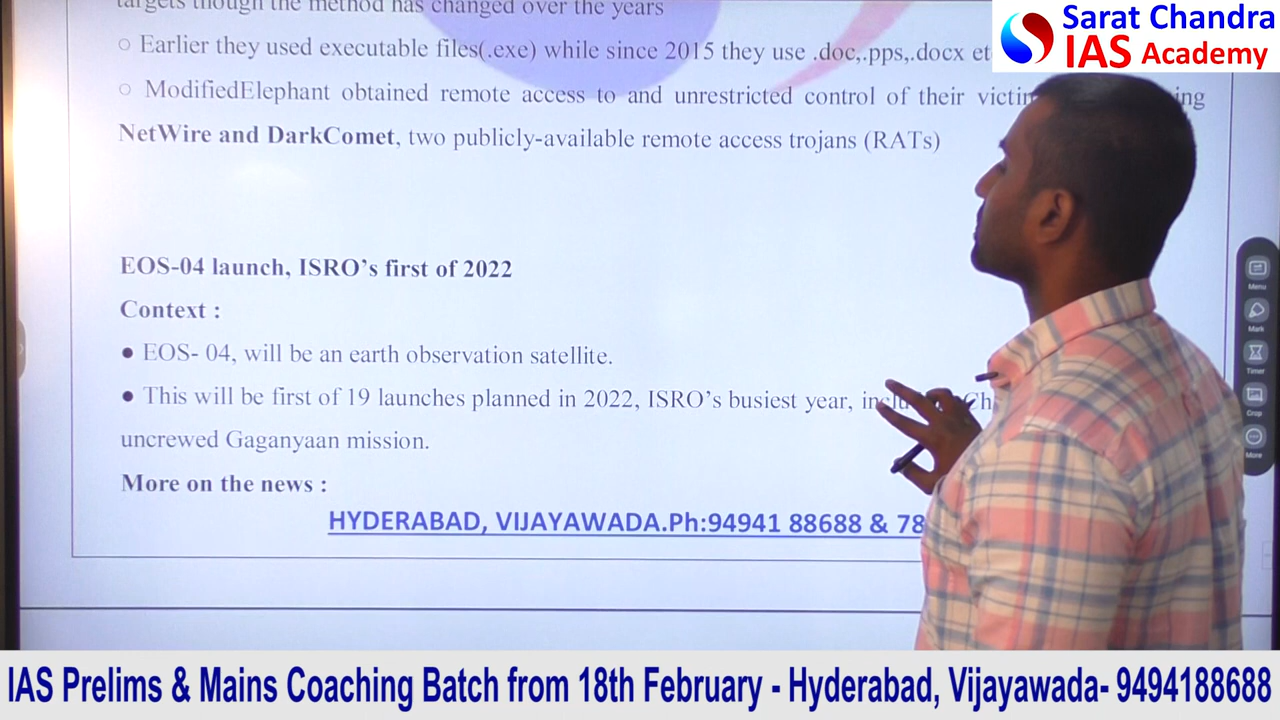 targets though the method has changed over the years
Sarat Chandra
IAS Academy
○ Earlier they used executable files(.exe) while since 2015 they use .doc,.pps,.docx
○ ModifiedElephant obtained remote access to and unrestricted control of their
NetWire and DarkComet, two publicly-available remote access trojans (RATs)
EOS-04 launch, ISRO's first of 2022
Context :
● EOS- 04, will be an earth observation satellite.
● This will be first of 19 launches planned in 2022, ISRO's busiest year,
uncrewed Gaganyaan mission.
More on the news :
HYDERABAD, VIJAYAWADA.Ph:94941 88688 & 78
Menu
Mark
Timer
Crop
More
IAS Prelims & Mains Coaching Batch from 18th February - Hyderabad, Vijayawada- 9494188688